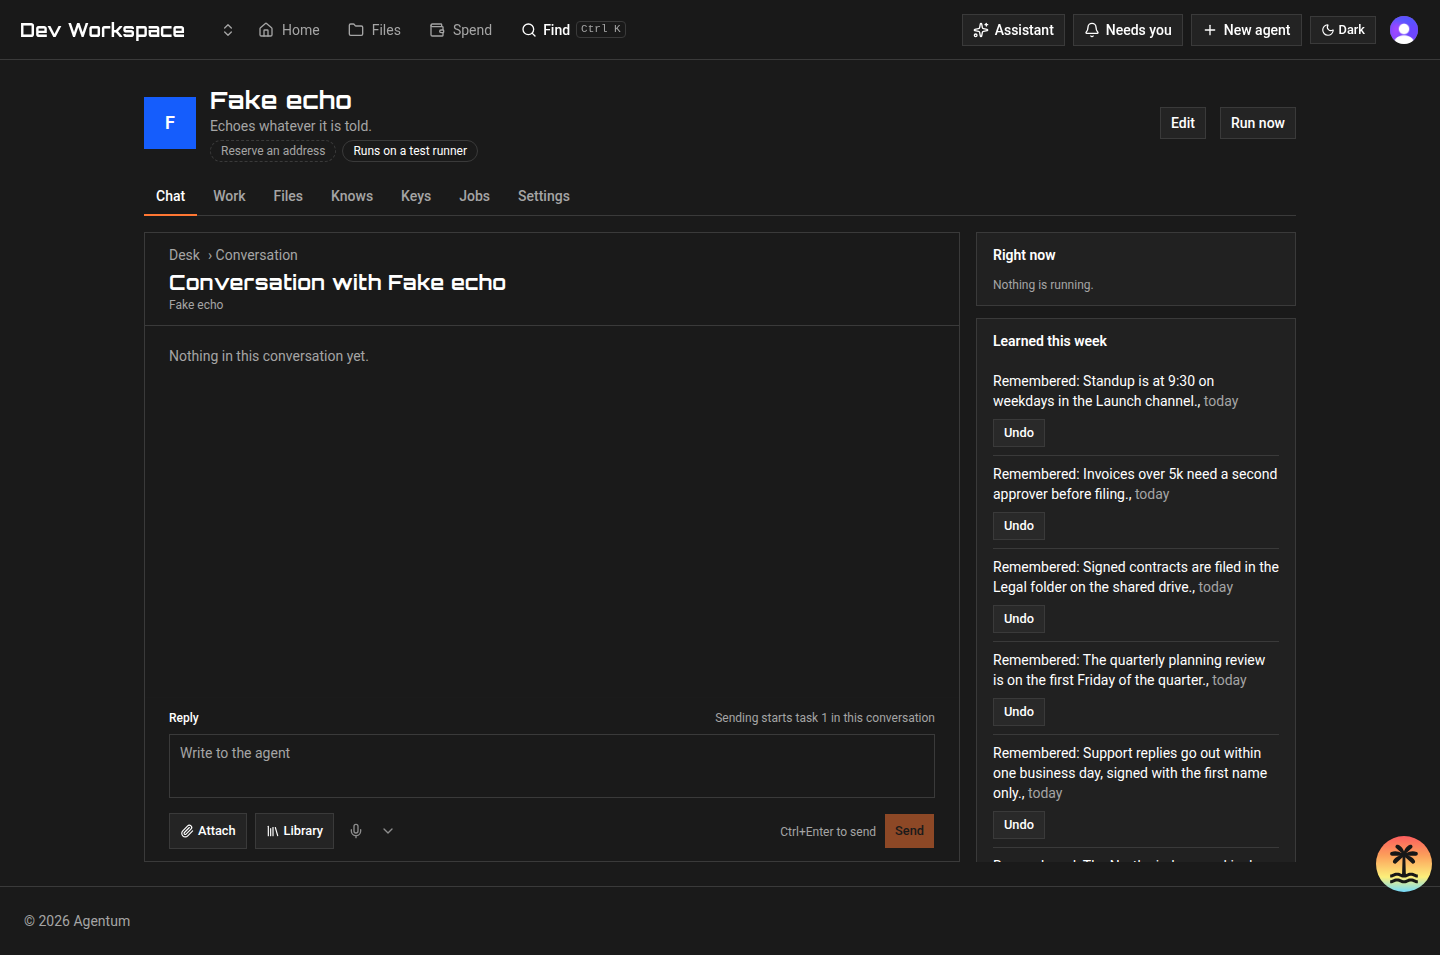 Dev Workspace
Home
Files
Spend
Find
Ctrl K
Assistant
Needs you
New agent
Dark
F
Fake echo
Echoes whatever it is told.
Reserve an address
Runs on a test runner
Edit
Run now
Chat
Work
Files
Knows
Keys
Jobs
Settings
Desk › Conversation
Conversation with Fake echo
Fake echo
Nothing in this conversation yet.
Reply
Sending starts task 1 in this conversation
Write to the agent
Attach
Library
Ctrl+Enter to send
Send
Right now
Nothing is running.
Learned this week
Remembered: Standup is at 9:30 on
weekdays in the Launch channel., today
Undo
Remembered: Invoices over 5k need a second
approver before filing., today
Undo
Remembered: Signed contracts are filed in the
Legal folder on the shared drive., today
Undo
Remembered: The quarterly planning review
is on the first Friday of the quarter., today
Undo
Remembered: Support replies go out within
one business day, signed with the first name
only., today
Undo
© 2026 Agentum